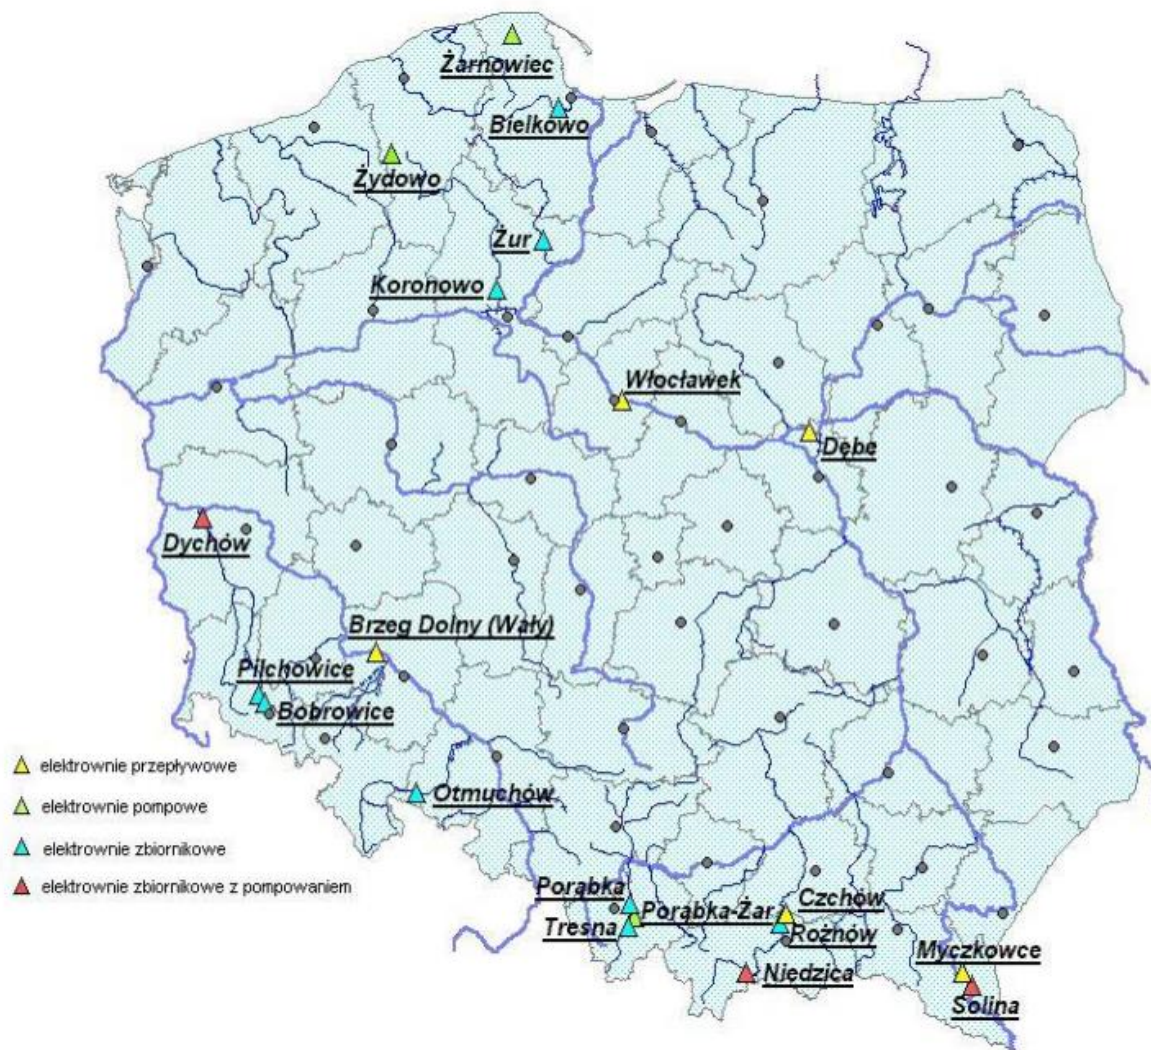 Żarnowiec
Bielkowo
Żydowo
Żur
Koronowo
Włocławek
Dębe
Dychów
Brzeg Dolny (Wały)
Pilchowice
Bobrowice
elektrownie przepływowe
Otmuchów
elektrownie pompowe
elektrownie zbiornikowe
elektrownie zbiornikowe z pompowaniem
Porąbka
Czchów
Porąbka-Żar
Tresna
Rożnów
Myczkowce
Niedzica
Solina